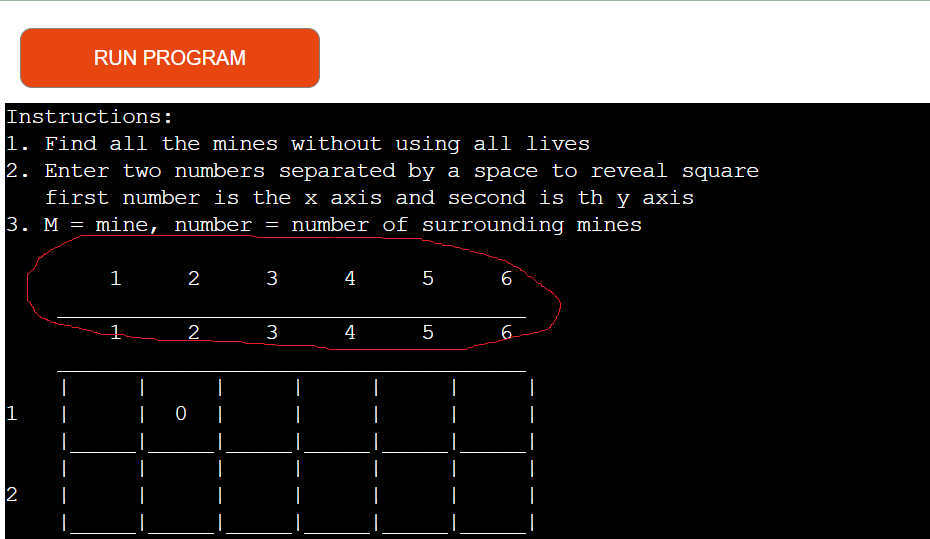 RUN PROGRAM
Instructions:
1. Find all the mines without using all lives
2. Enter two numbers separated by a space to reveal square
first number is the x axis and second is th y axis
3. M = mine, number = number of surrounding mines
1 2 3 4 5 6
1 2 3 4 5 6
1 0
2